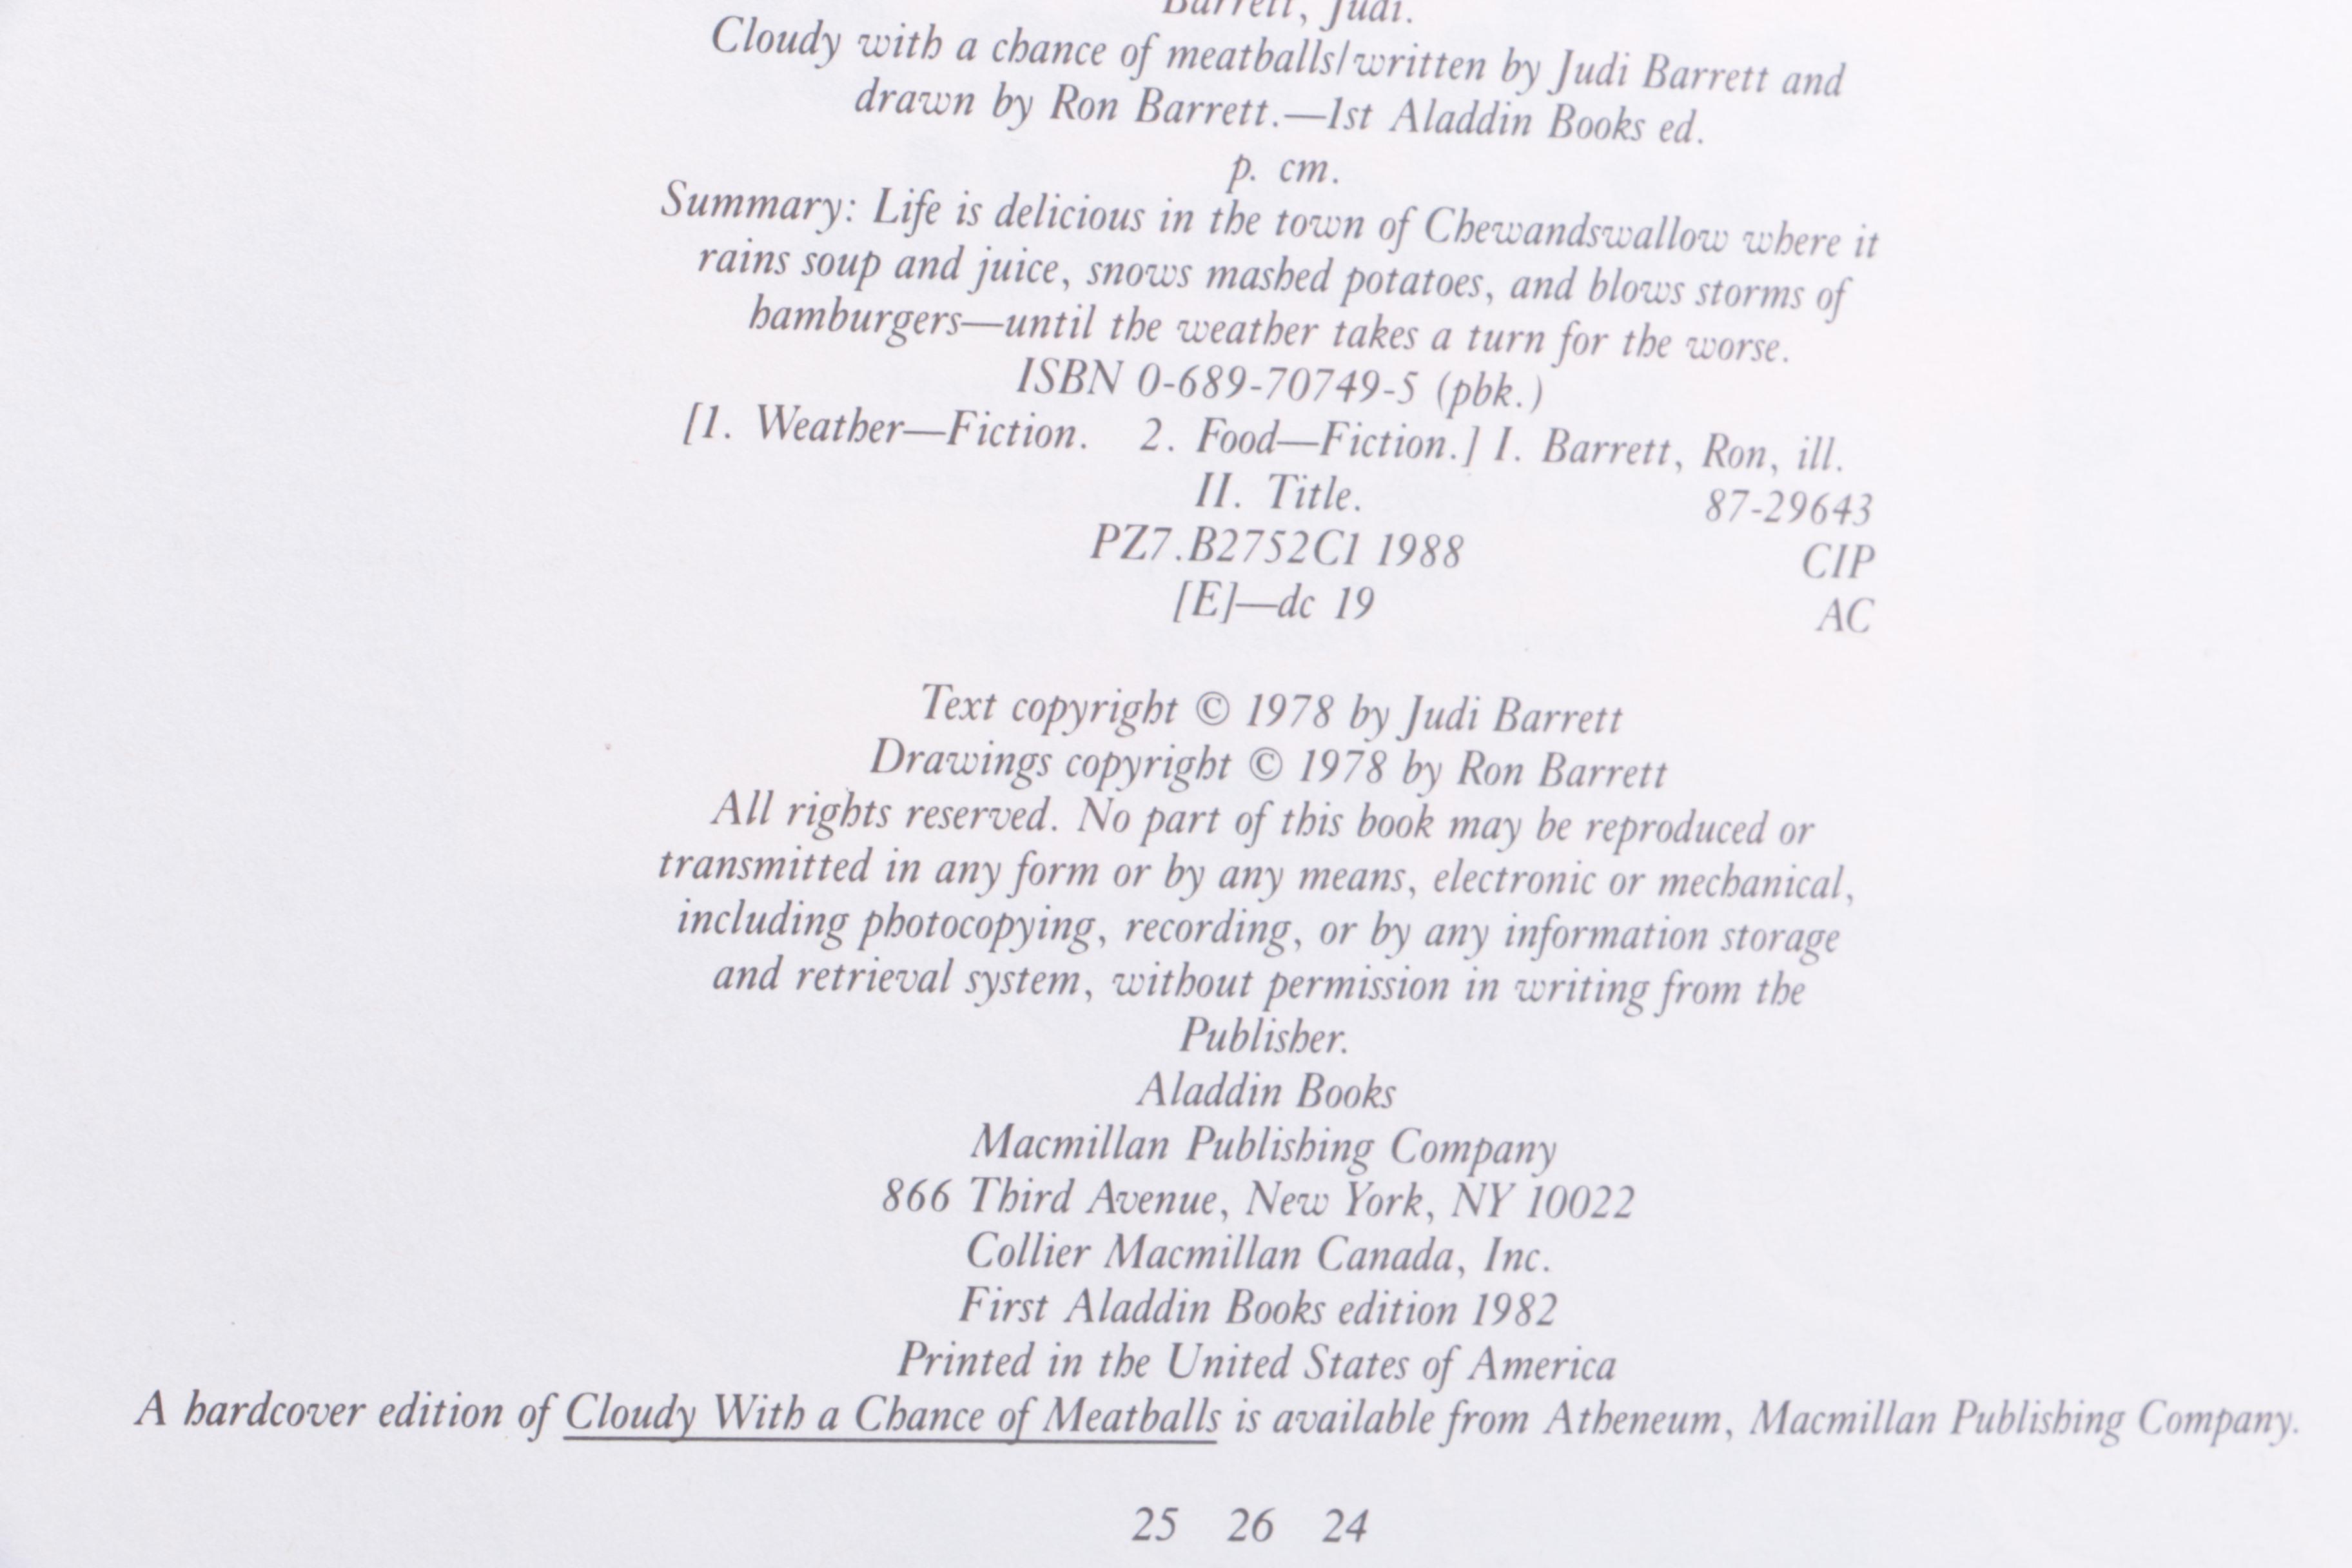 Barrett, Judi.
Cloudy with a chance of meatballs/written by Judi Barrett and
drawn by Ron Barrett.—1st Aladdin Books ed.
p. cm.
Summary: Life is delicious in the town of Chewandswallow where it
rains soup and juice, snows mashed potatoes, and blows storms of
hamburgers—until the weather takes a turn for the worse.
ISBN 0-689-70749-5 (pbk.)
[1. Weather—Fiction. 2. Food—Fiction.] I. Barrett, Ron, ill.
II. Title. 87-29643
PZ7.B2752C1 1988 CIP
[E]—dc 19 AC
Text copyright © 1978 by Judi Barrett
Drawings copyright © 1978 by Ron Barrett
All rights reserved. No part of this book may be reproduced or
transmitted in any form or by any means, electronic or mechanical,
including photocopying, recording, or by any information storage
and retrieval system, without permission in writing from the
Publisher.
Aladdin Books
Macmillan Publishing Company
866 Third Avenue, New York, NY 10022
Collier Macmillan Canada, Inc.
First Aladdin Books edition 1982
Printed in the United States of America
A hardcover edition of Cloudy With a Chance of Meatballs is available from Atheneum, Macmillan Publishing Company.
25 26 24